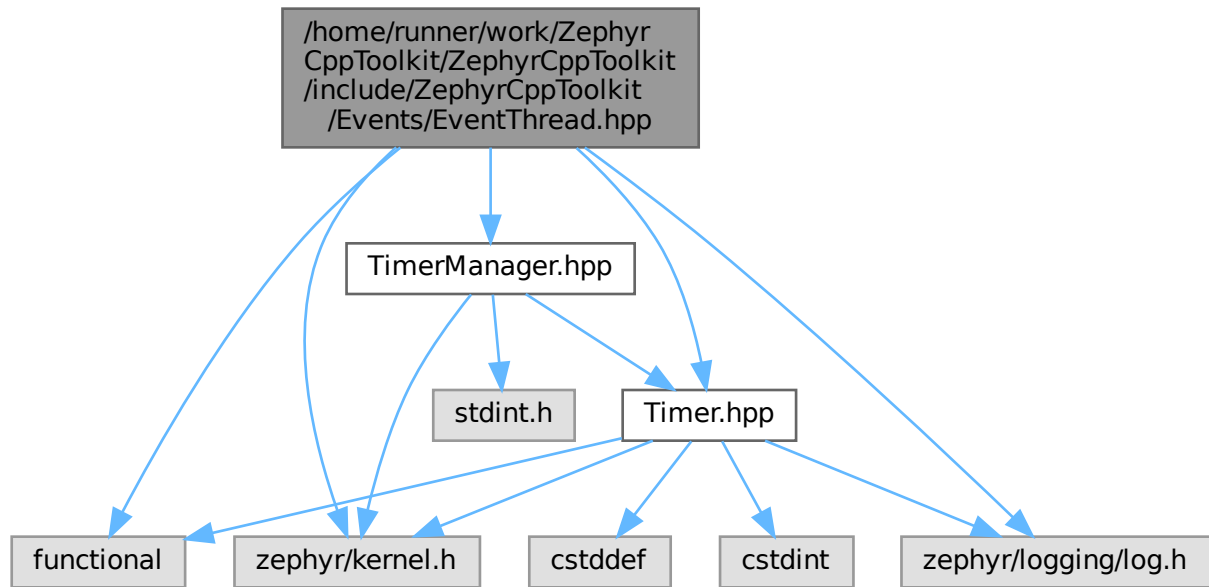 /home/runner/work/Zephyr
CppToolkit/ZephyrCppToolkit
/include/ZephyrCppToolkit
/Events/EventThread.hpp
TimerManager.hpp
stdint.h
Timer.hpp
functional
zephyr/kernel.h
cstddef
cstdint
zephyr/logging/log.h